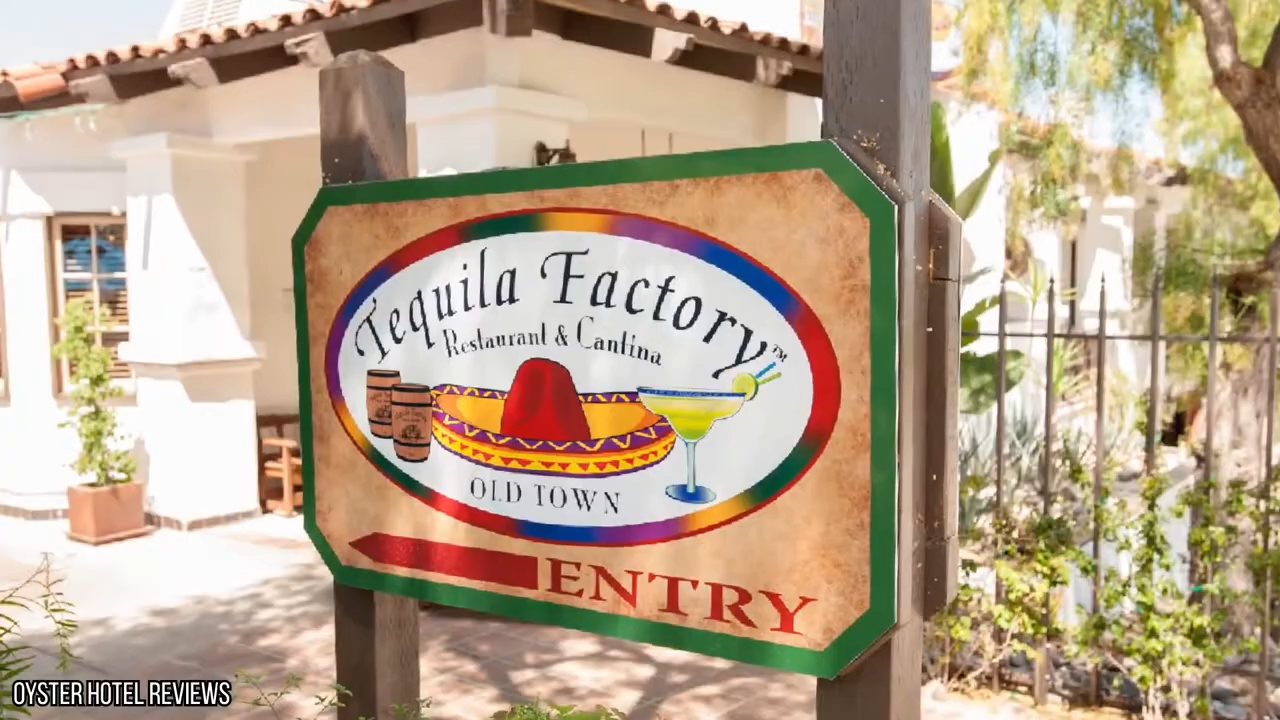 Tequila Factory™
Restaurant & Cantina
OLD TOWN
ENTRY
OYSTER HOTEL REVIEWS